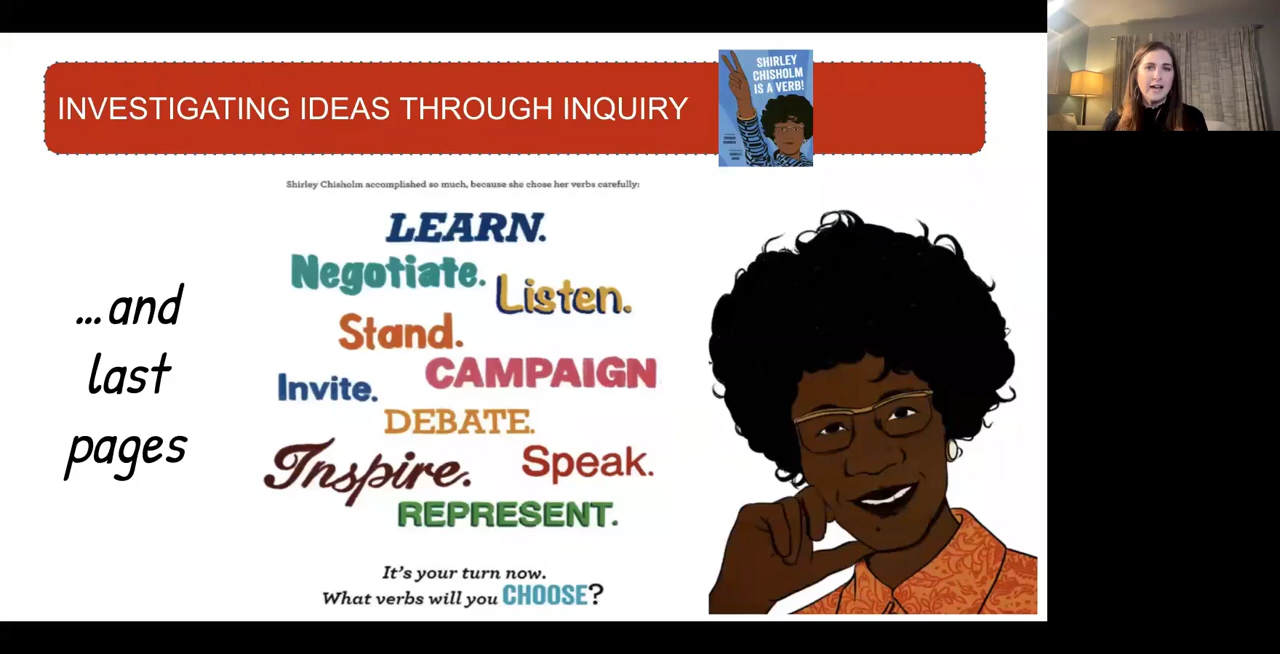 INVESTIGATING IDEAS THROUGH INQUIRY
SHIRLEY
CHISHOLM
IS A VERB!
...and
last
pages
Shirley Chisholm accomplished so much, because she chose her verbs carefully:
LEARN.
Negotiate.
Listen.
Stand.
CAMPAIGN
Invite.
DEBATE.
Inspire.
Speak.
REPRESENT.
It's your turn now.
What verbs will you CHOOSE?